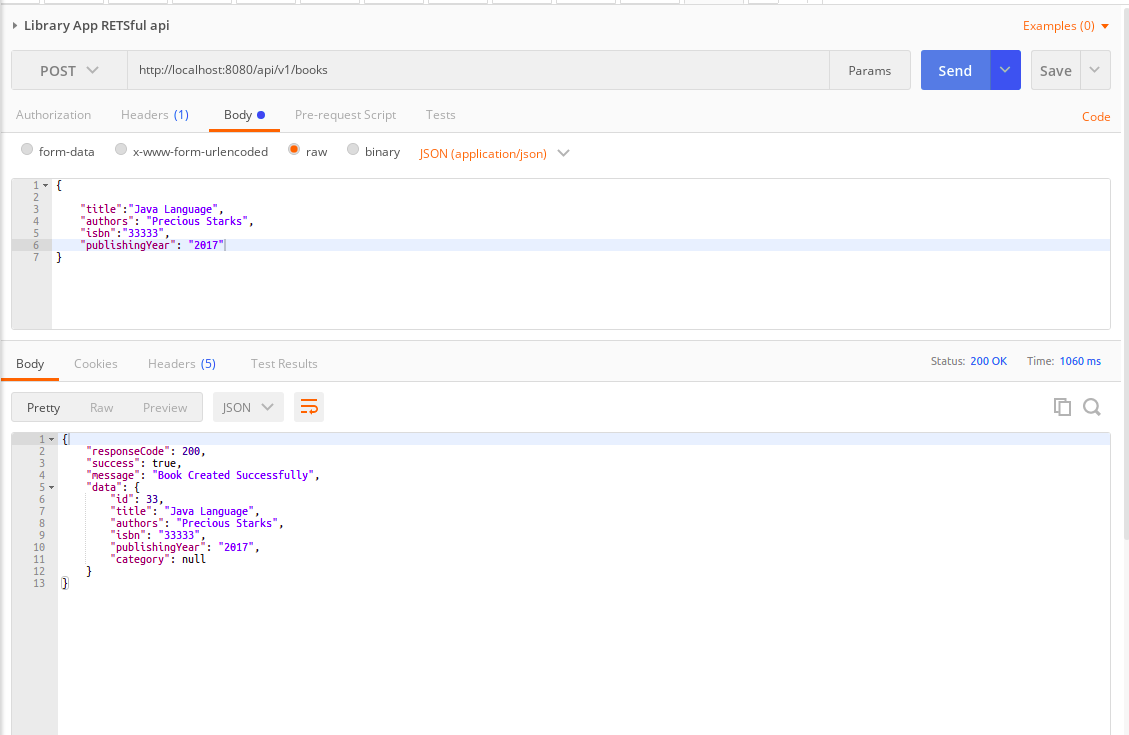 Library App RETSful api Examples (0)
POST http://localhost:8080/api/v1/books Params Send Save
Authorization Headers (1) Body Pre-request Script Tests Code
form-data x-www-form-urlencoded raw binary JSON (application/json)
1 {
2
3 "title":"Java Language",
4 "authors": "Precious Starks",
5 "isbn":"33333",
6 "publishingYear": "2017"
7 }
Body Cookies Headers (5) Test Results Status: 200 OK Time: 1060 ms
Pretty Raw Preview JSON
1 {
2 "responseCode": 200,
3 "success": true,
4 "message": "Book Created Successfully",
5 "data": {
6 "id": 33,
7 "title": "Java Language",
8 "authors": "Precious Starks",
9 "isbn": "33333",
10 "publishingYear": "2017",
11 "category": null
12 }
13 }